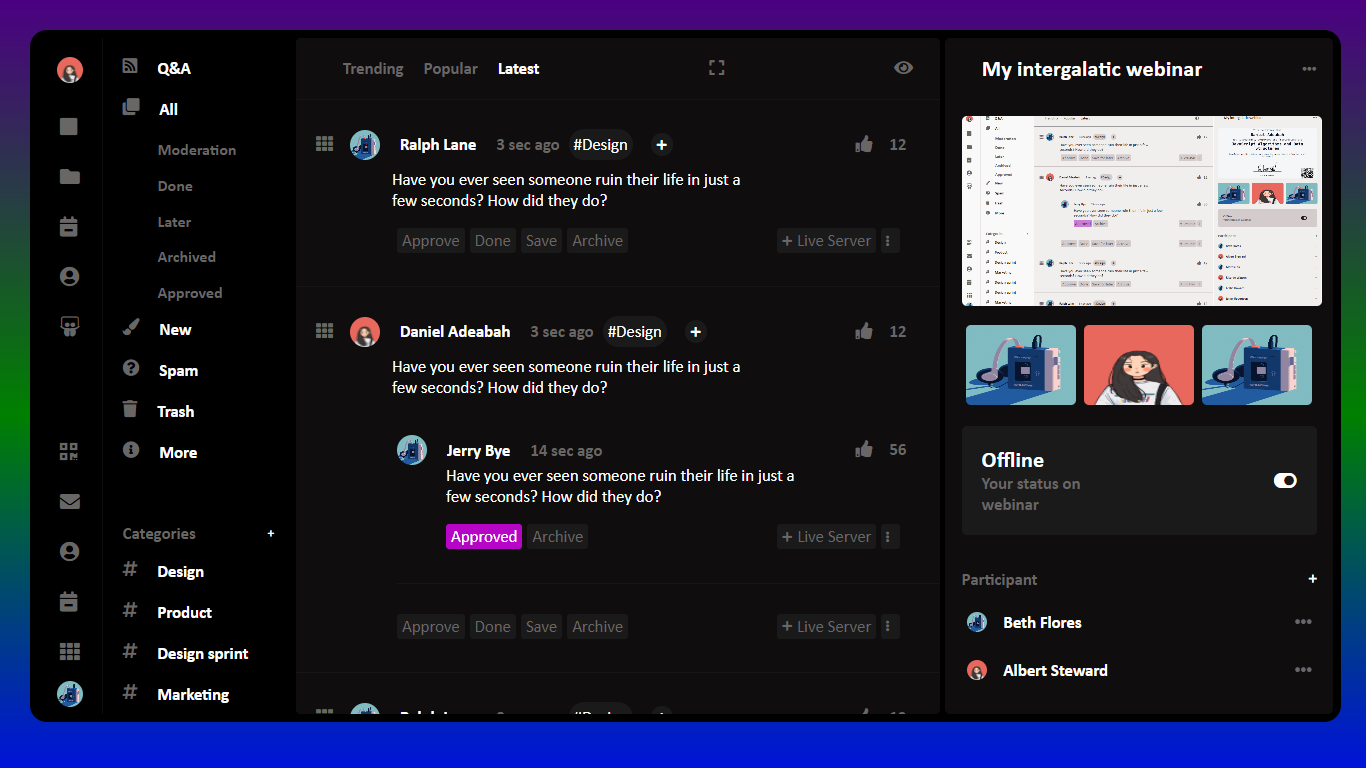 Q&A
All
Moderation
Done
Later
Archived
Approved
New
Spam
Trash
More
Categories +
# Design
# Product
# Design sprint
# Marketing
Trending Popular Latest
Ralph Lane 3 sec ago #Design + 12
Have you ever seen someone ruin their life in just a
few seconds? How did they do?
Approve Done Save Archive + Live Server
Daniel Adeabah 3 sec ago #Design + 12
Have you ever seen someone ruin their life in just a
few seconds? How did they do?
Jerry Bye 14 sec ago 56
Have you ever seen someone ruin their life in just a
few seconds? How did they do?
Approved Archive + Live Server
Approve Done Save Archive + Live Server
My intergalatic webinar
Offline
Your status on
webinar
Participant +
Beth Flores
Albert Steward